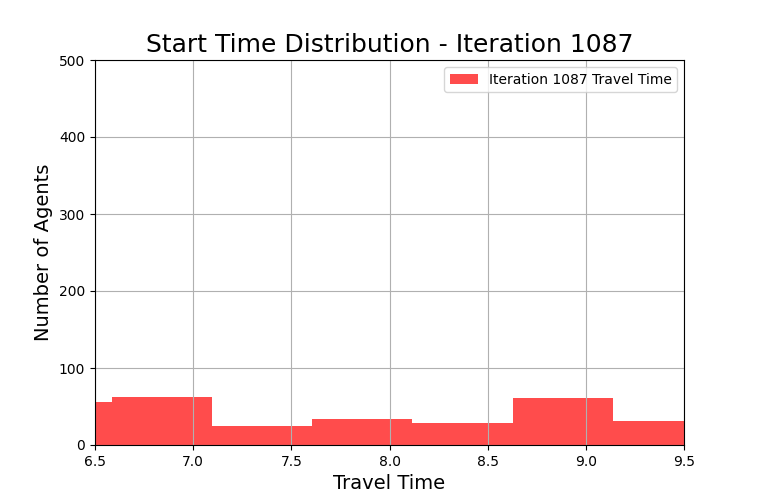 Start Time Distribution - Iteration 1087
Iteration 1087 Travel Time
Number of Agents
500
400
300
200
100
0
6.5 7.0 7.5 8.0 8.5 9.0 9.5
Travel Time